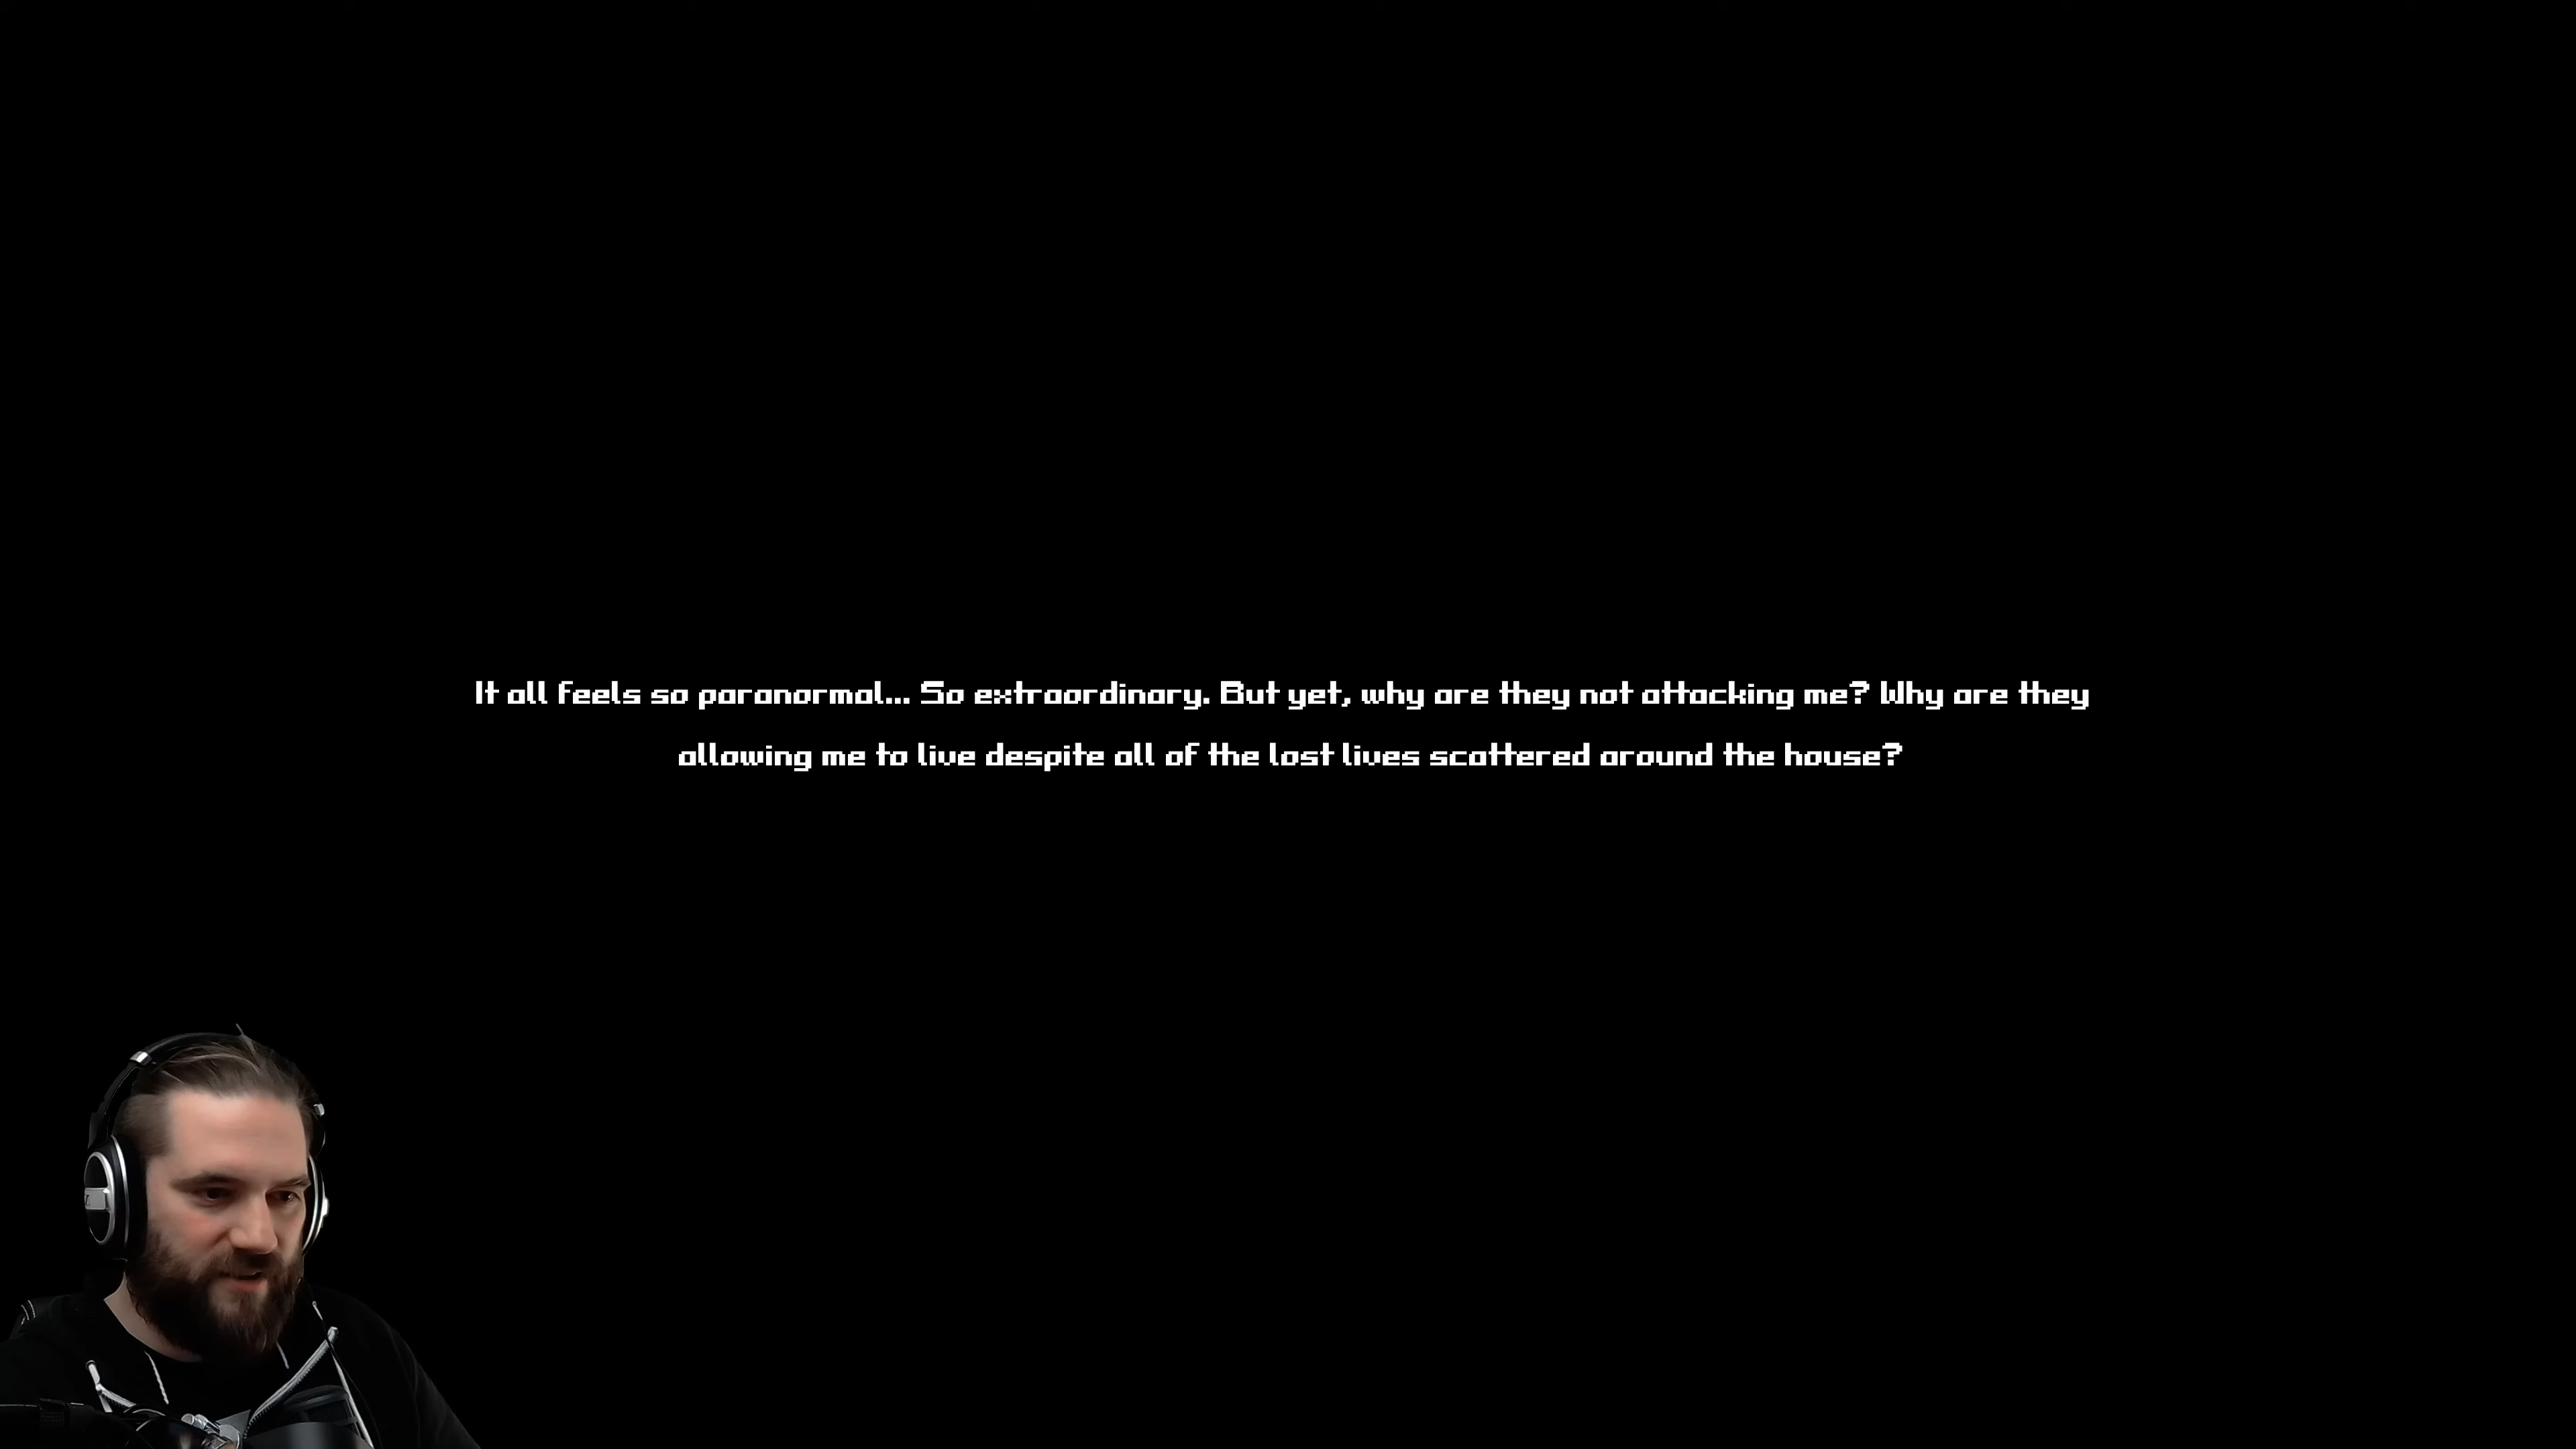 It all feels so paranormal... So extraordinary. But yet, why are they not attacking me? Why are they
allowing me to live despite all of the lost lives scattered around the house?